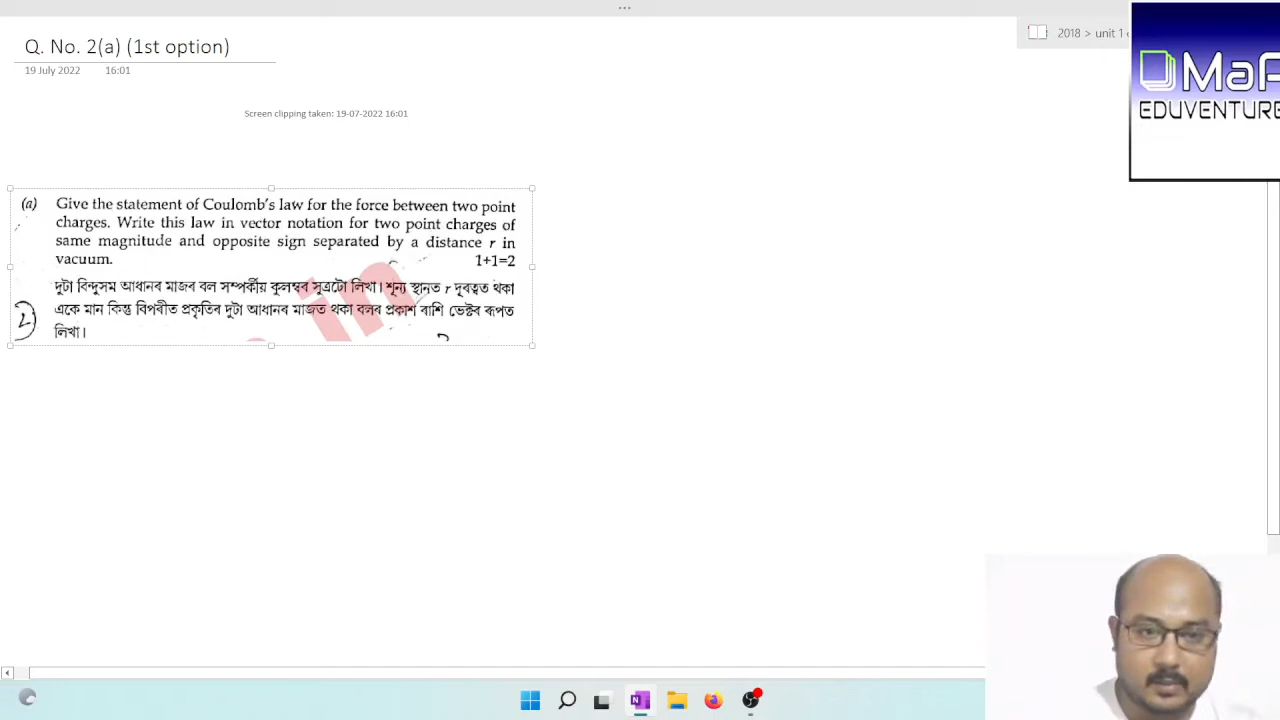 Q. No. 2(a) (1st option)
19 July 2022 16:01
2018 > unit 1
MaF
EDUVENTURE
Screen clipping taken: 19-07-2022 16:01
(a) Give the statement of Coulomb's law for the force between two point
charges. Write this law in vector notation for two point charges of
same magnitude and opposite sign separated by a distance r in
vacuum. 1+1=2
দুটা বিন্দুসম আধানৰ মাজৰ বল সম্পৰ্কীয় কুলম্বৰ সুত্ৰটো লিখা। শূন্য স্থানত r দূৰত্বত থকা
একে মান কিন্তু বিপৰীত প্ৰকৃতিৰ দুটা আধানৰ মাজত থকা বলৰ প্ৰকাশ ৰাশি ভেক্টৰ ৰূপত
লিখা।
2)
in